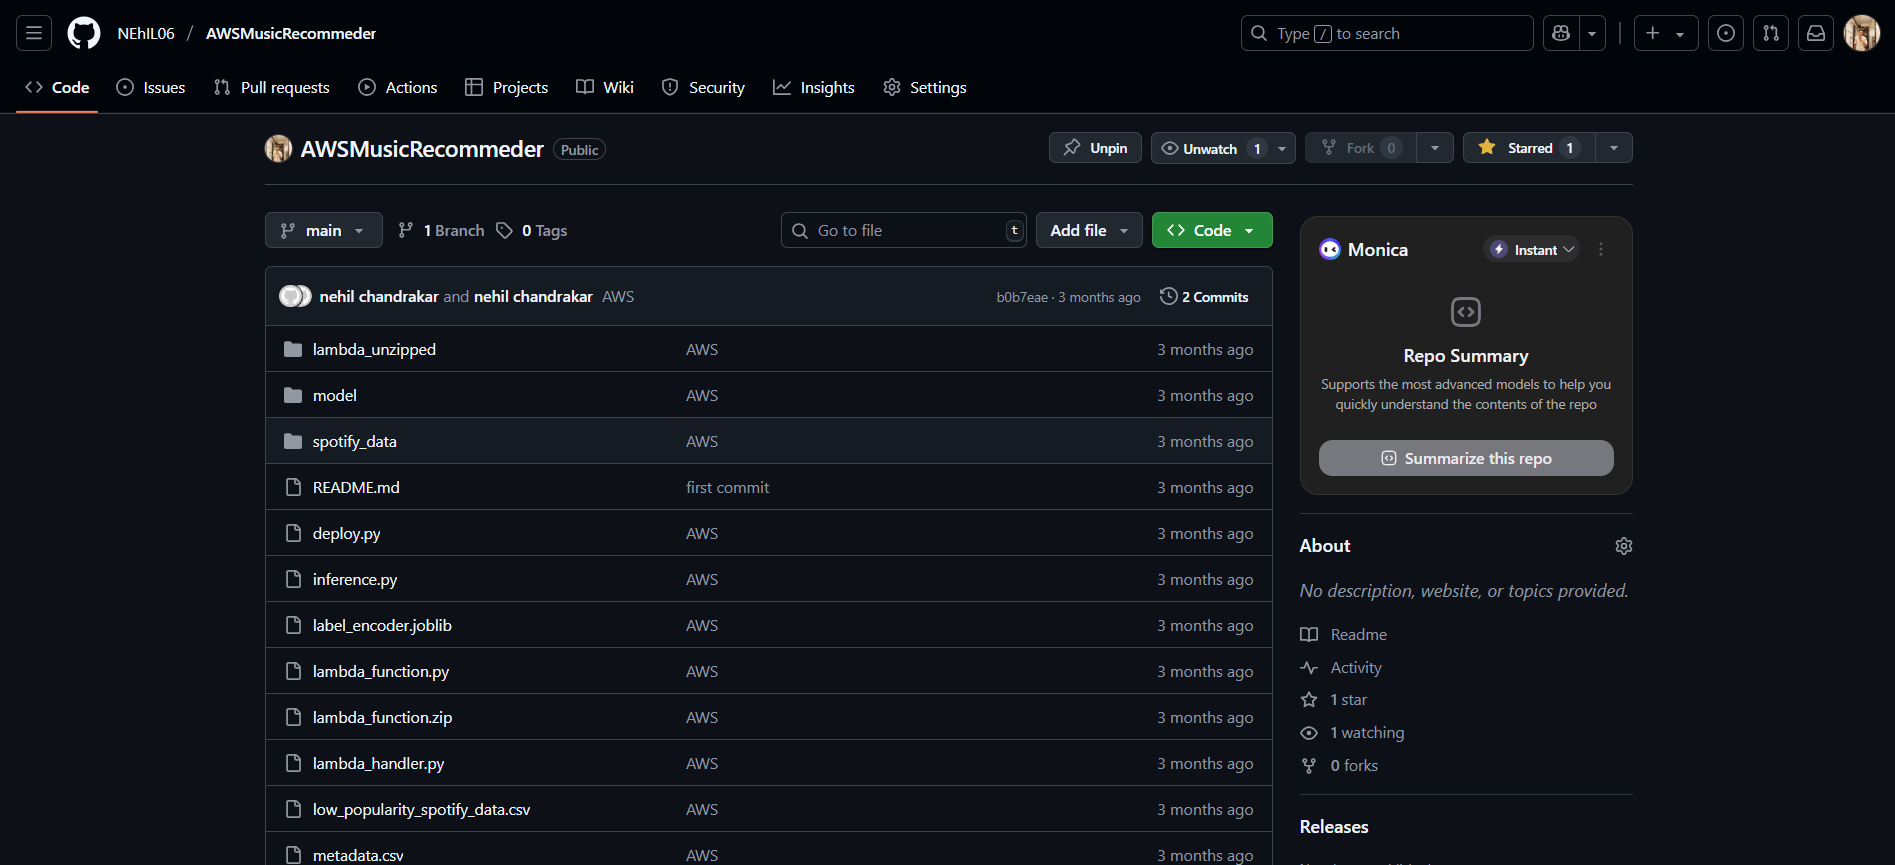 NEhIL06 / AWSMusicRecommeder
Type / to search
Code Issues Pull requests Actions Projects Wiki Security Insights Settings
AWSMusicRecommeder Public
Unpin Unwatch 1 Fork 0 Starred 1
main 1 Branch 0 Tags
Go to file t Add file Code
nehil chandrakar and nehil chandrakar AWS b0b7eae · 3 months ago 2 Commits
lambda_unzipped AWS 3 months ago
model AWS 3 months ago
spotify_data AWS 3 months ago
README.md first commit 3 months ago
deploy.py AWS 3 months ago
inference.py AWS 3 months ago
label_encoder.joblib AWS 3 months ago
lambda_function.py AWS 3 months ago
lambda_function.zip AWS 3 months ago
lambda_handler.py AWS 3 months ago
low_popularity_spotify_data.csv AWS 3 months ago
metadata.csv AWS 3 months ago
Monica Instant
Repo Summary
Supports the most advanced models to help you
quickly understand the contents of the repo
Summarize this repo
About
No description, website, or topics provided.
Readme
Activity
1 star
1 watching
0 forks
Releases